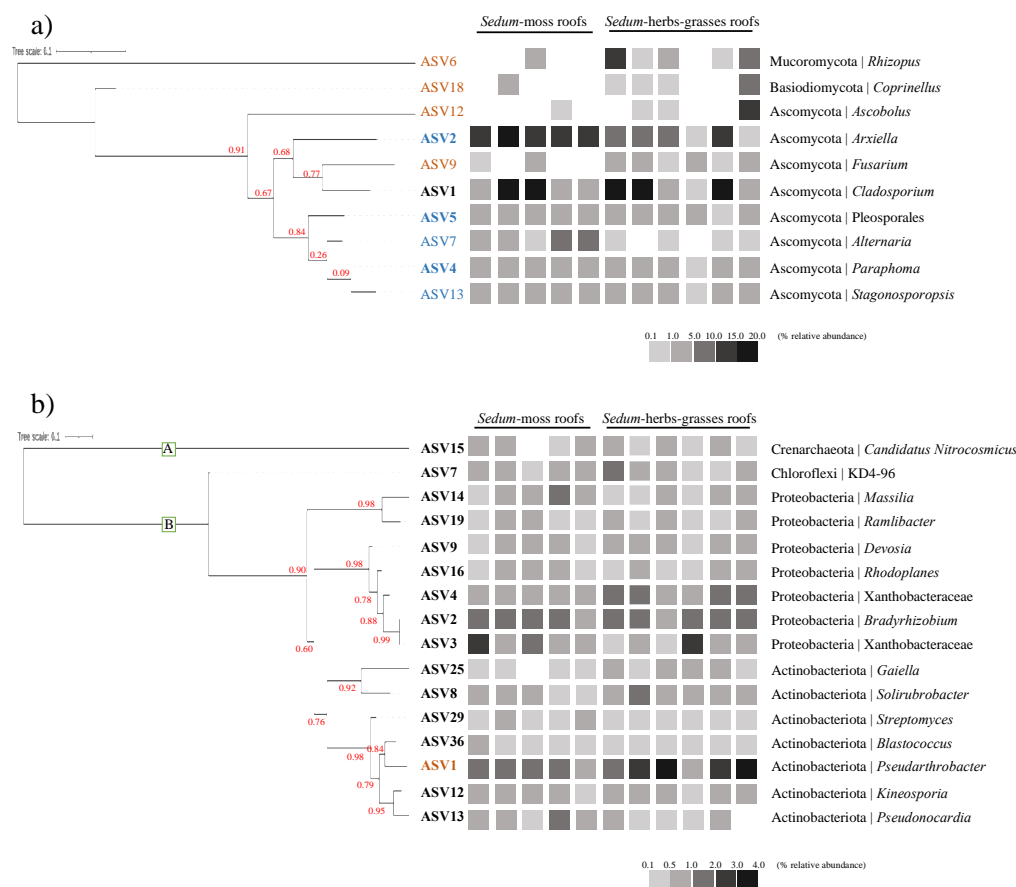 a)
Sedum-moss roofs Sedum-herbs-grasses roofs
Tree scale: 0.1
ASV6 Mucoromycota | Rhizopus
ASV18 Basidiomycota | Coprinellus
ASV12 Ascomycota | Ascobolus
0.91
ASV2 Ascomycota | Arxiella
0.68
ASV9 Ascomycota | Fusarium
0.77
0.67
ASV1 Ascomycota | Cladosporium
ASV5 Ascomycota | Pleosporales
0.84
ASV7 Ascomycota | Alternaria
0.26
ASV4 Ascomycota | Paraphoma
0.09
ASV13 Ascomycota | Stagonosporopsis
0.1 1.0 5.0 10.0 15.0 20.0 (% relative abundance)
b)
Sedum-moss roofs Sedum-herbs-grasses roofs
Tree scale: 0.1
A ASV15 Crenarchaeota | Candidatus Nitrocosmicus
ASV7 Chloroflexi | KD4-96
ASV14 Proteobacteria | Massilia
0.98
B ASV19 Proteobacteria | Ramlibacter
ASV9 Proteobacteria | Devosia
0.98
0.90
ASV16 Proteobacteria | Rhodoplanes
0.78
ASV4 Proteobacteria | Xanthobacteraceae
0.88
ASV2 Proteobacteria | Bradyrhizobium
0.99
0.60
ASV3 Proteobacteria | Xanthobacteraceae
ASV25 Actinobacteriota | Gaiella
0.92
ASV8 Actinobacteriota | Solirubrobacter
0.76
ASV29 Actinobacteriota | Streptomyces
ASV36 Actinobacteriota | Blastococcus
0.84
0.98
ASV1 Actinobacteriota | Pseudarthrobacter
0.79
ASV12 Actinobacteriota | Kineosporia
0.95
ASV13 Actinobacteriota | Pseudonocardia
0.1 0.5 1.0 2.0 3.0 4.0 (% relative abundance)